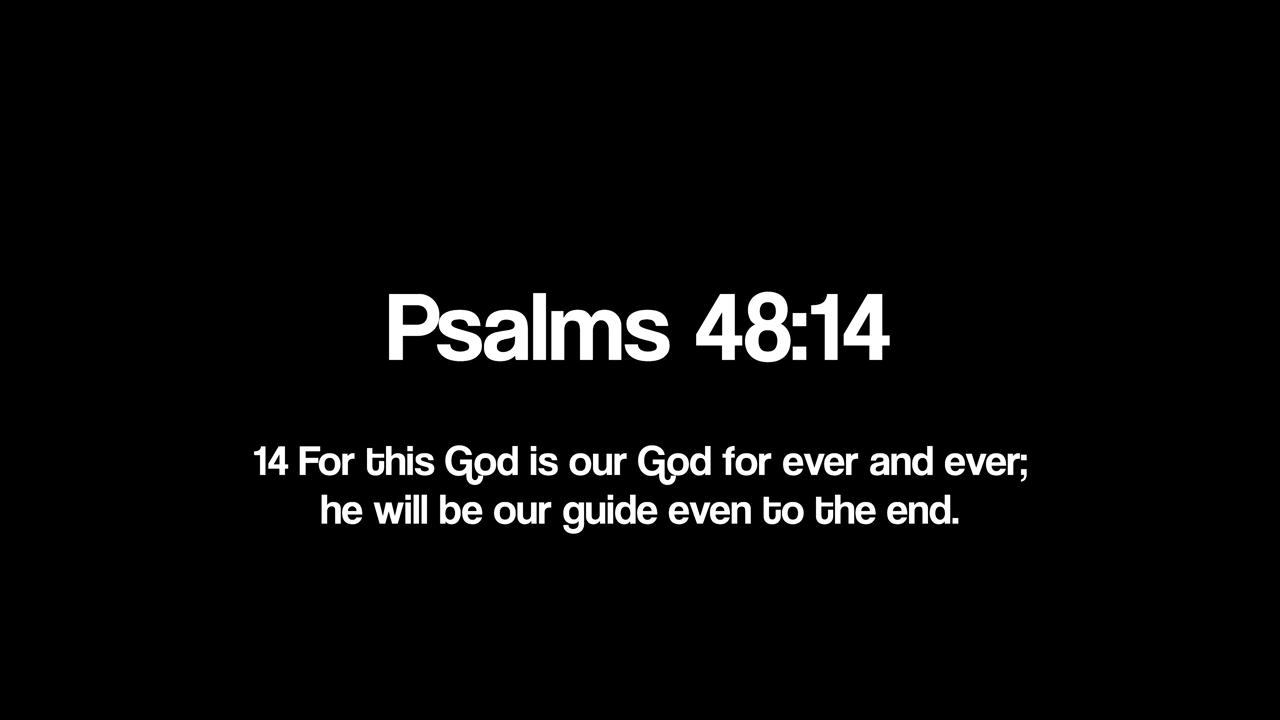 Psalms 48:14
14 For this God is our God for ever and ever;
he will be our guide even to the end.